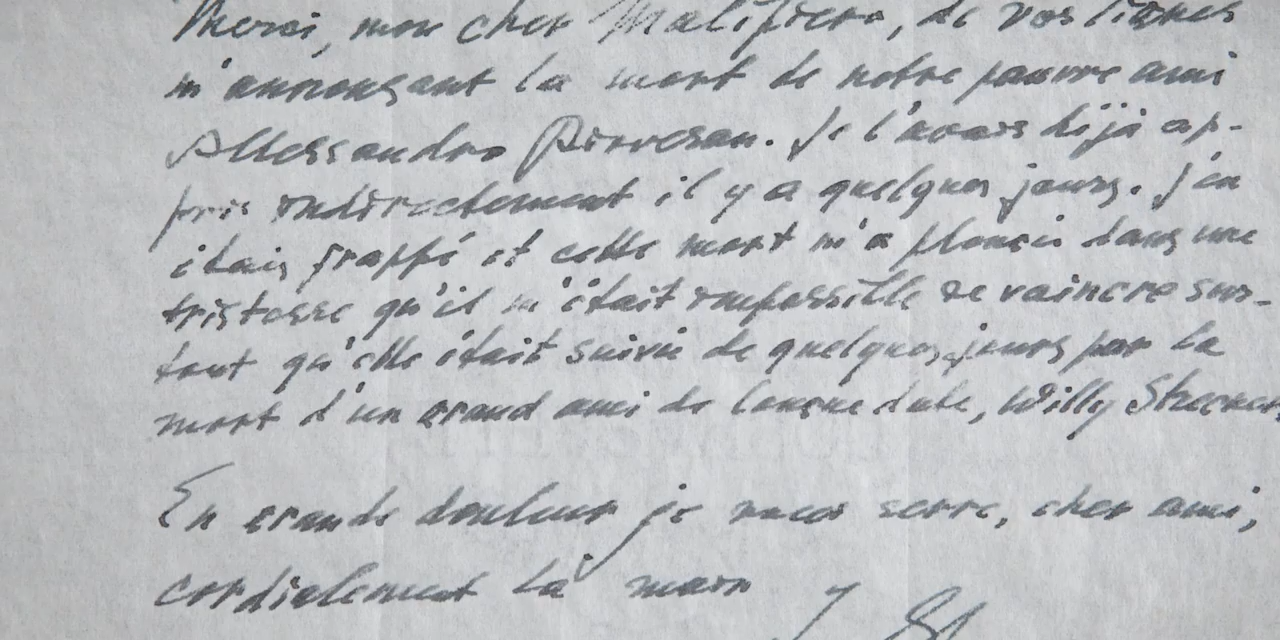 Merci, mon cher Malipiero, de vos lignes
m'annonçant la mort de notre pauvre ami
Allessandro Piovesan. Je l'avais déjà ap-
pris indirectement il y a quelques jours. J'en
étais frappé et cette mort m'a plongé dans une
tristesse qu'il m'était impossible de vaincre sur-
tout qu'elle était suivie de quelques jours par la
mort d'un grand ami de longue date, Willy Strecker.
En grande douleur je vous serre, cher ami,
cordialement la main
I. St